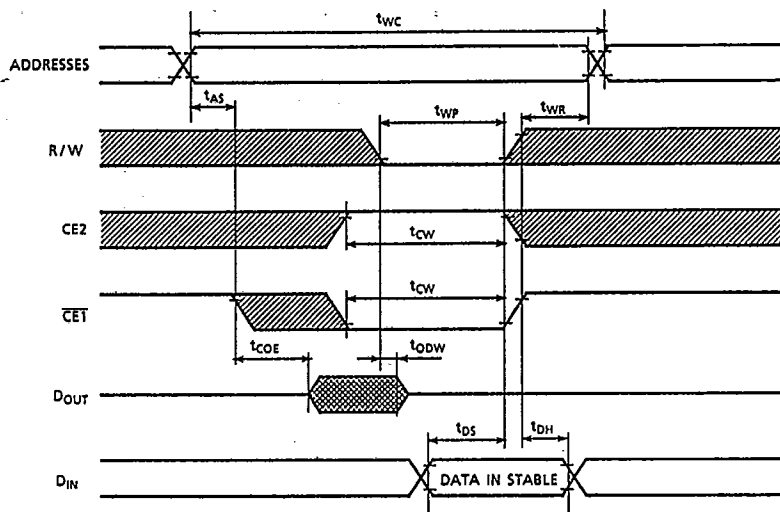 tWC
ADDRESSES
tAS
tWP
tWR
R/W
CE2
tCW
tCW
CE1
tCOE
tODW
DOUT
tDS
tDH
DIN
DATA IN STABLE